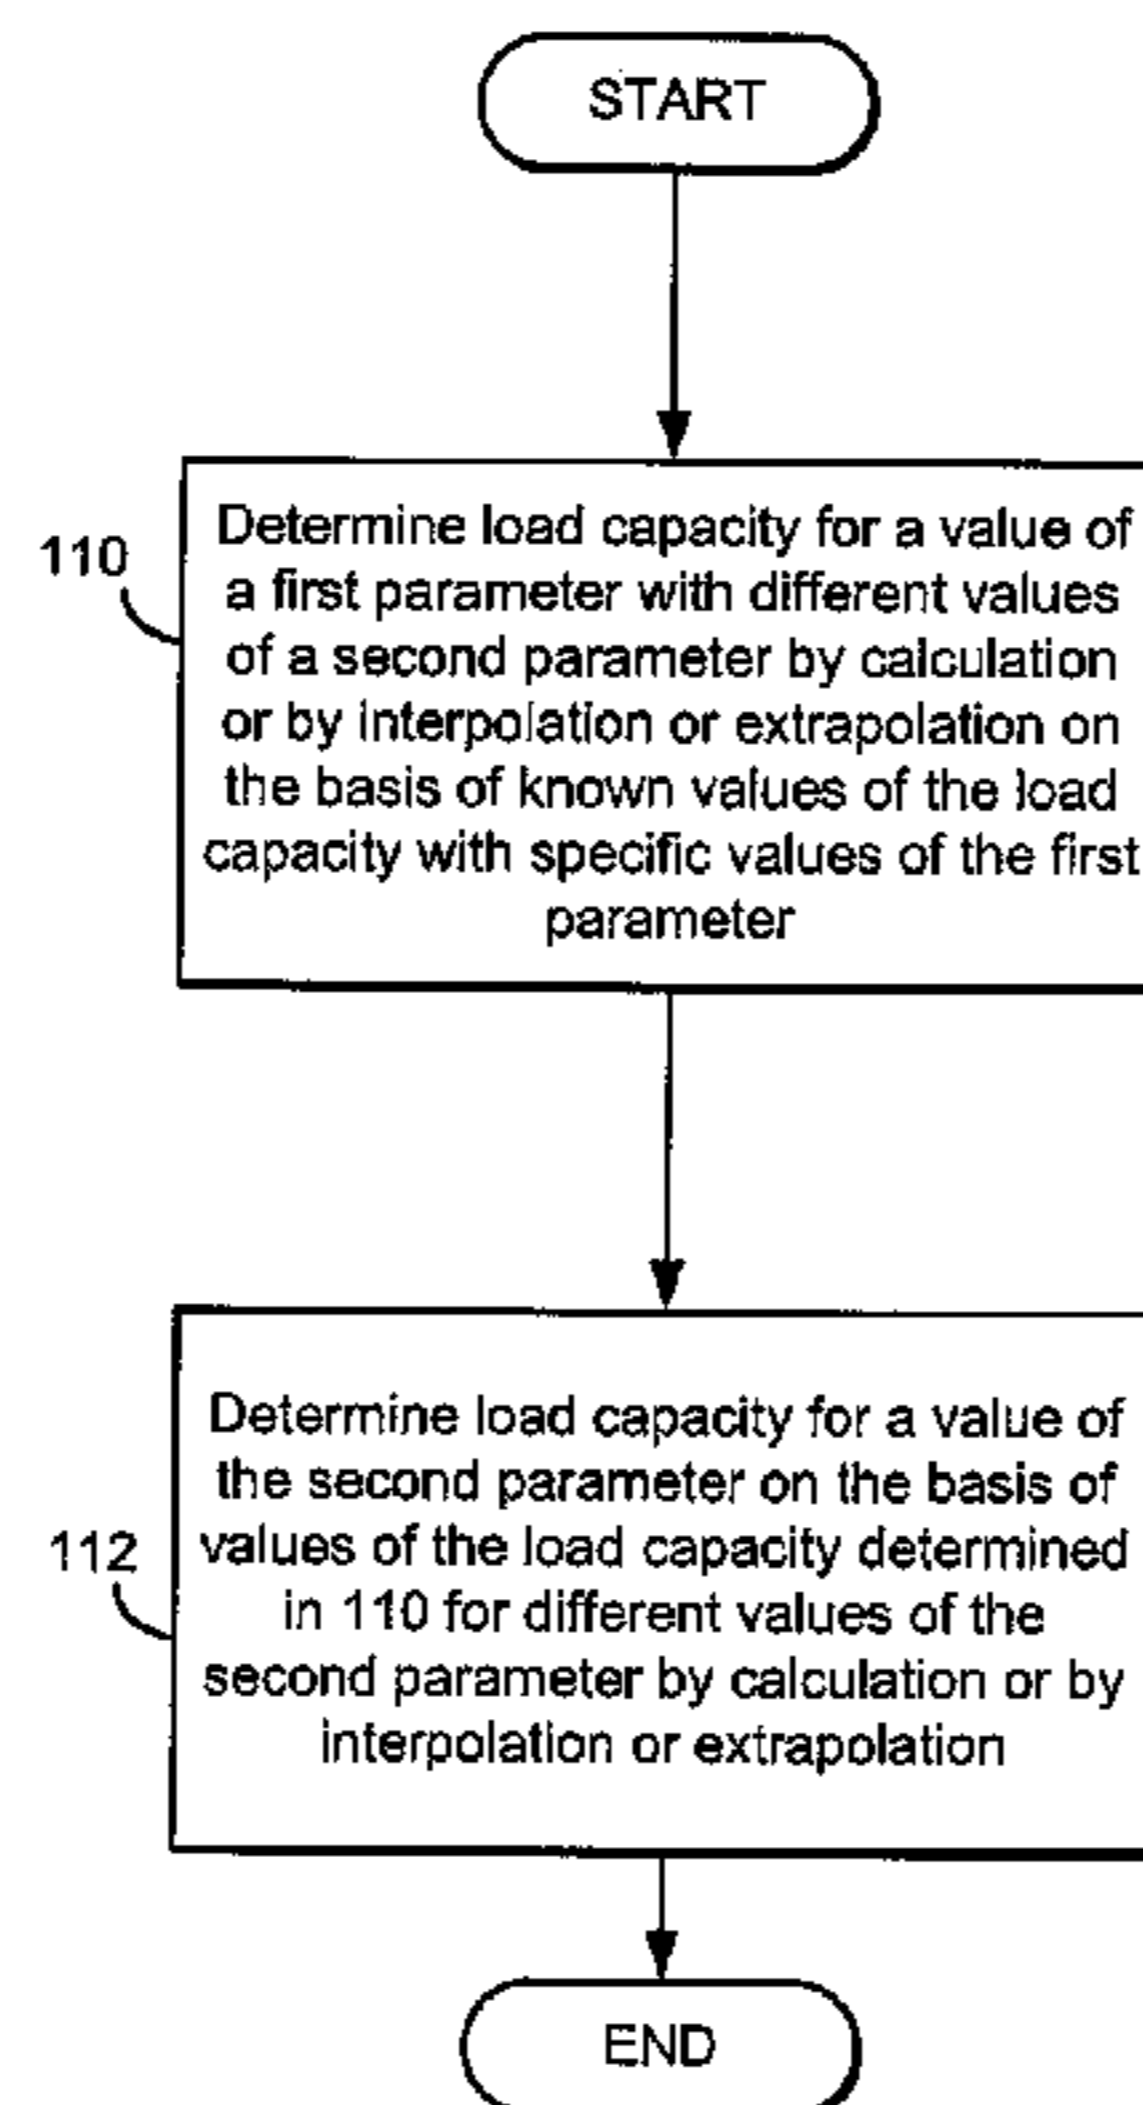 START
110
Determine load capacity for a value of
a first parameter with different values
of a second parameter by calculation
or by interpolation or extrapolation on
the basis of known values of the load
capacity with specific values of the first
parameter
112
Determine load capacity for a value of
the second parameter on the basis of
values of the load capacity determined
in 110 for different values of the
second parameter by calculation or by
interpolation or extrapolation
END